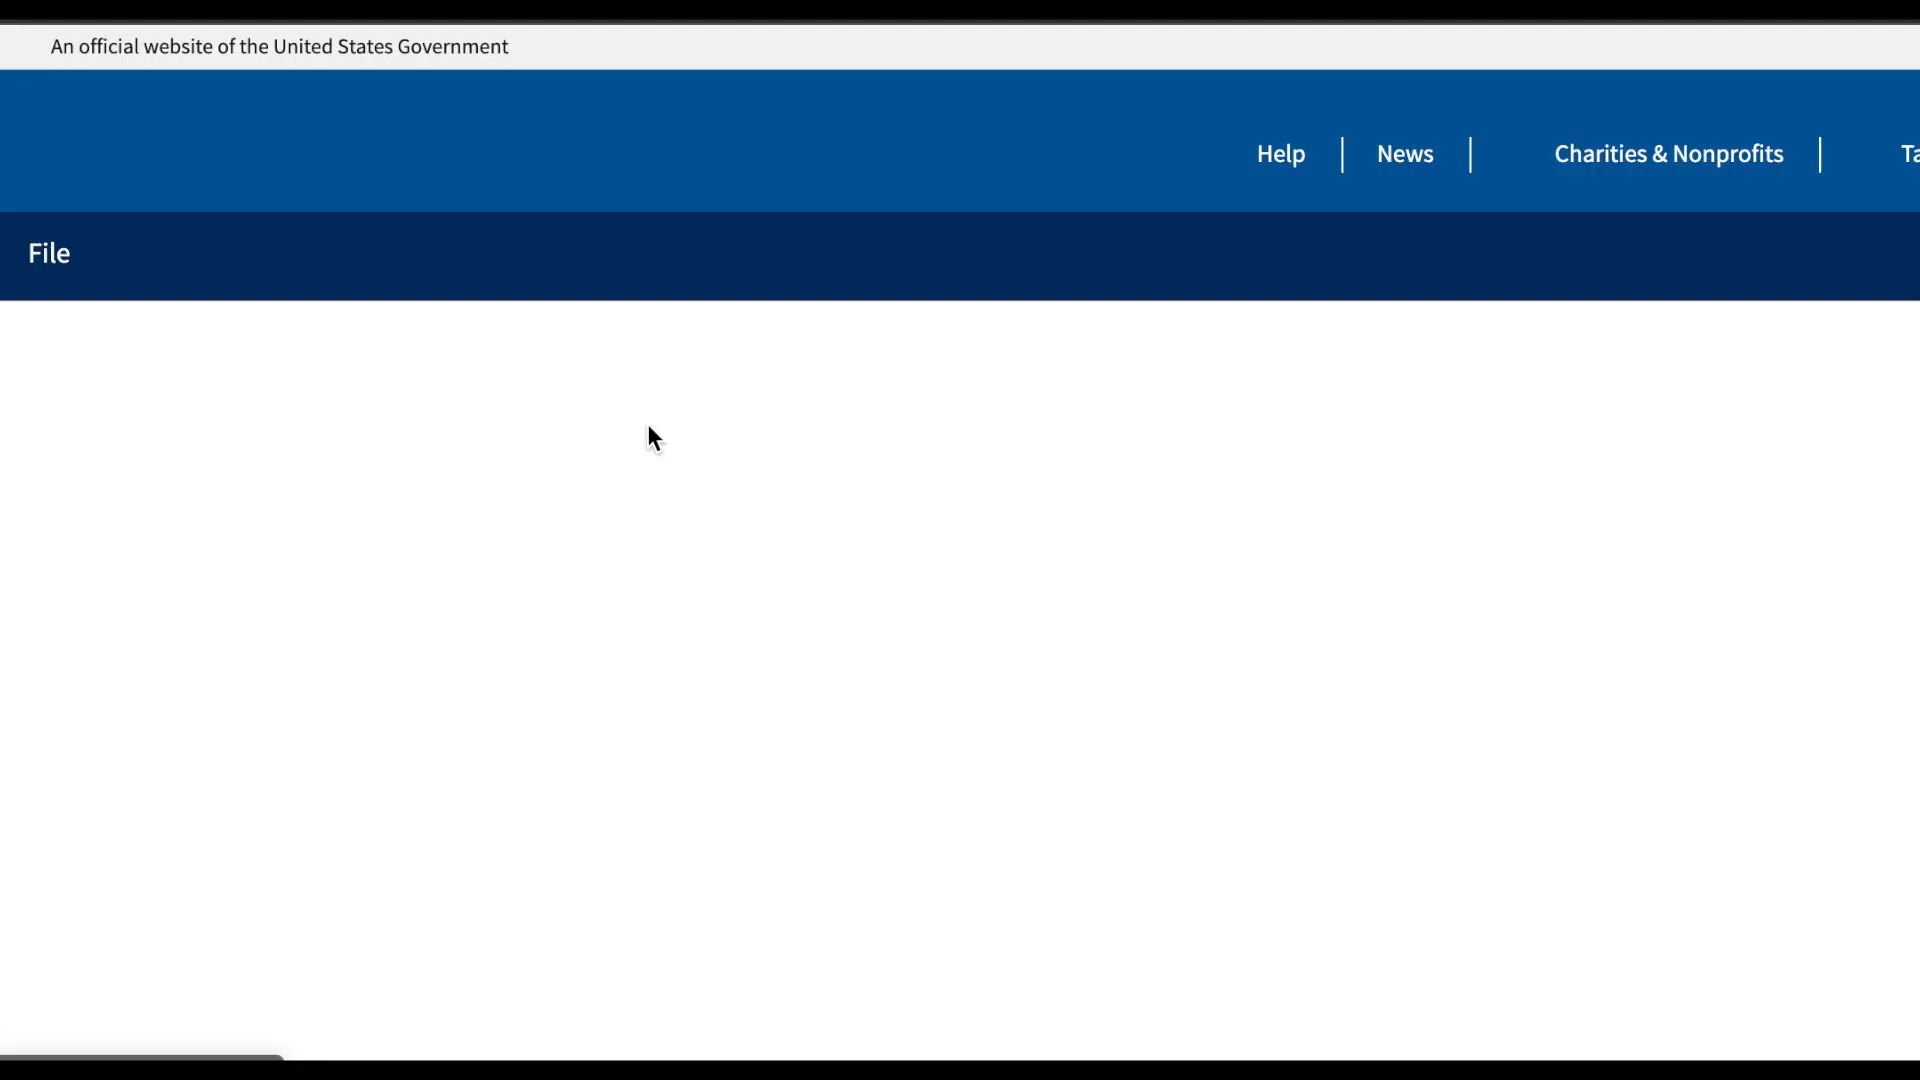 An official website of the United States Government
Help
News
Charities & Nonprofits
File